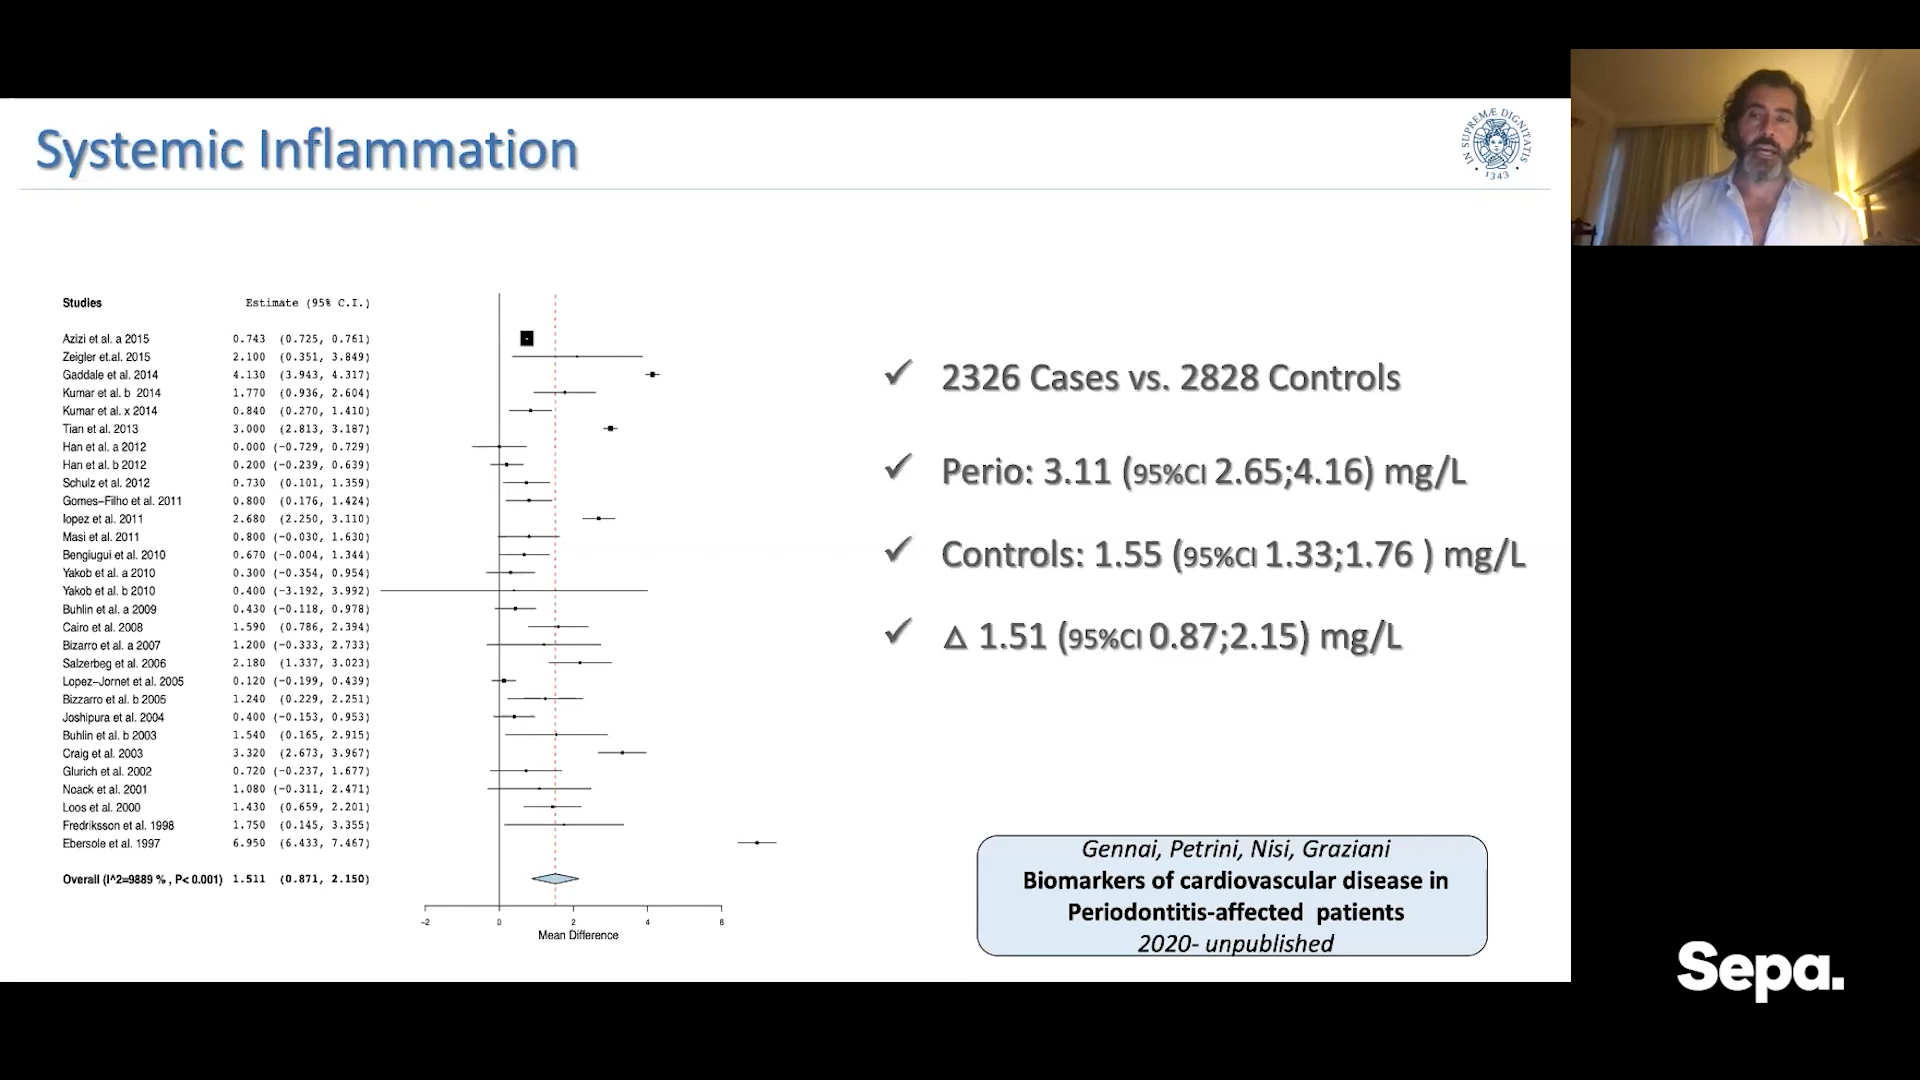 Systemic Inflammation
IN SUPREMÆ DIGNITATIS
• 1343 •
Studies Estimate (95% C.I.)
Azizi et al. a 2015 0.743 (0.725, 0.761)
Zeigler et.al. 2015 2.100 (0.351, 3.849)
Gaddale et al. 2014 4.130 (3.943, 4.317)
Kumar et al. b 2014 1.770 (0.936, 2.604)
Kumar et al. x 2014 0.840 (0.270, 1.410)
Tian et al. 2013 3.000 (2.813, 3.187)
Han et al. a 2012 0.000 (-0.729, 0.729)
Han et al. b 2012 0.200 (-0.239, 0.639)
Schulz et al. 2012 0.730 (0.101, 1.359)
Gomes-Filho et al. 2011 0.800 (0.176, 1.424)
lopez et al. 2011 2.680 (2.250, 3.110)
Masi et al. 2011 0.800 (-0.030, 1.630)
Bengiugui et al. 2010 0.670 (-0.004, 1.344)
Yakob et al. a 2010 0.300 (-0.354, 0.954)
Yakob et al. b 2010 0.400 (-3.192, 3.992)
Buhlin et al. a 2009 0.430 (-0.118, 0.978)
Cairo et al. 2008 1.590 (0.786, 2.394)
Bizarro et al. a 2007 1.200 (-0.333, 2.733)
Salzerbeg et al. 2006 2.180 (1.337, 3.023)
Lopez-Jornet et al. 2005 0.120 (-0.199, 0.439)
Bizzarro et al. b 2005 1.240 (0.229, 2.251)
Joshipura et al. 2004 0.400 (-0.153, 0.953)
Buhlin et al. b 2003 1.540 (0.165, 2.915)
Craig et al. 2003 3.320 (2.673, 3.967)
Glurich et al. 2002 0.720 (-0.237, 1.677)
Noack et al. 2001 1.080 (-0.311, 2.471)
Loos et al. 2000 1.430 (0.659, 2.201)
Fredriksson et al. 1998 1.750 (0.145, 3.355)
Ebersole et al. 1997 6.950 (6.433, 7.467)
Overall (I^2=9889 % , P< 0.001) 1.511 (0.871, 2.150)
-2 0 2 4 6
Mean Difference
✓ 2326 Cases vs. 2828 Controls
✓ Perio: 3.11 (95%CI 2.65;4.16) mg/L
✓ Controls: 1.55 (95%CI 1.33;1.76 ) mg/L
✓ Δ 1.51 (95%CI 0.87;2.15) mg/L
Gennai, Petrini, Nisi, Graziani
Biomarkers of cardiovascular disease in
Periodontitis-affected patients
2020- unpublished
Sepa.